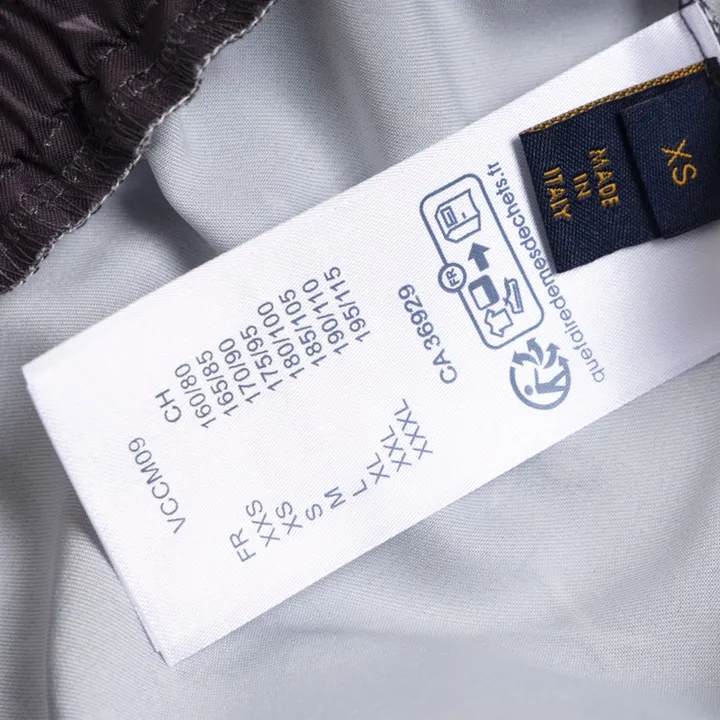 VCCM09
FR CH
XXS 160/80
XS 165/85
S 170/90
M 175/95
L 180/100
XL 185/105
XXL 190/110
XXXL 195/115
CA 36929
FR
quefairedemesdechets.fr
MADE
IN
ITALY
XS